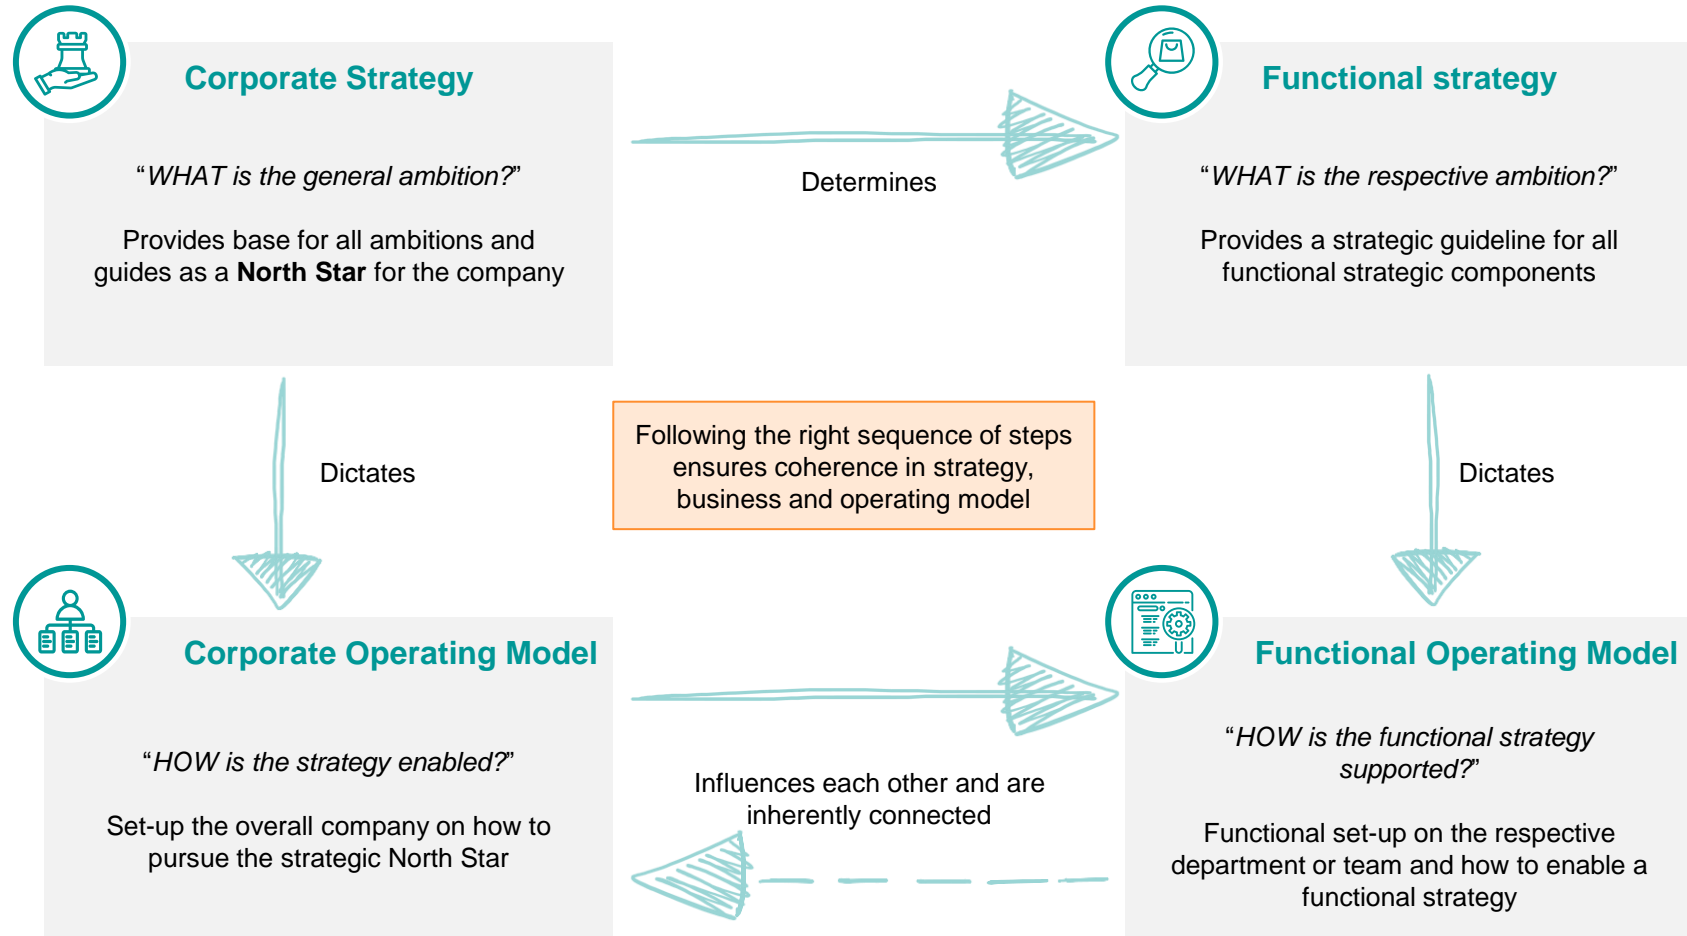 Corporate Strategy
“WHAT is the general ambition?”
Provides base for all ambitions and
guides as a North Star for the company
Determines
Functional strategy
“WHAT is the respective ambition?”
Provides a strategic guideline for all
functional strategic components
Dictates
Following the right sequence of steps
ensures coherence in strategy,
business and operating model
Dictates
Corporate Operating Model
“HOW is the strategy enabled?”
Set-up the overall company on how to
pursue the strategic North Star
Influences each other and are
inherently connected
Functional Operating Model
“HOW is the functional strategy
supported?”
Functional set-up on the respective
department or team and how to enable a
functional strategy